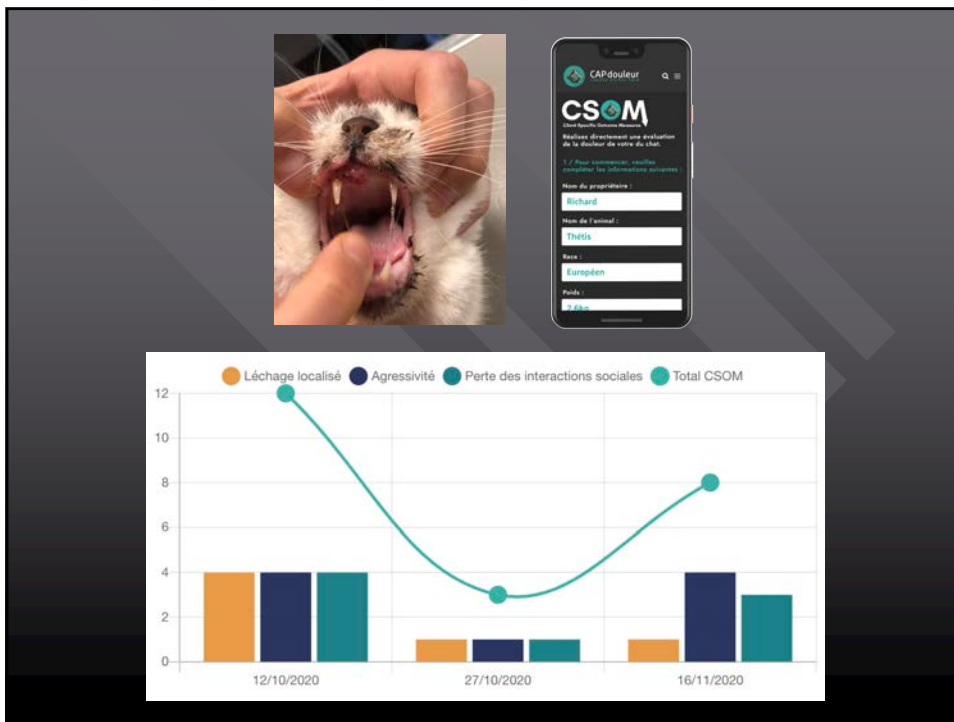 CAPdouleur
CSOM
Client Specific Outcome Measures
Réalisez directement une évaluation
de la douleur de votre du chat.
1./ Pour commencer, veuillez
compléter les informations suivantes :
Nom du propriétaire :
Richard
Nom de l'animal :
Thétis
Race :
Européen
Poids :
Léchage localisé Agressivité Perte des interactions sociales Total CSOM
12
10
8
6
4
2
0
12/10/2020 27/10/2020 16/11/2020